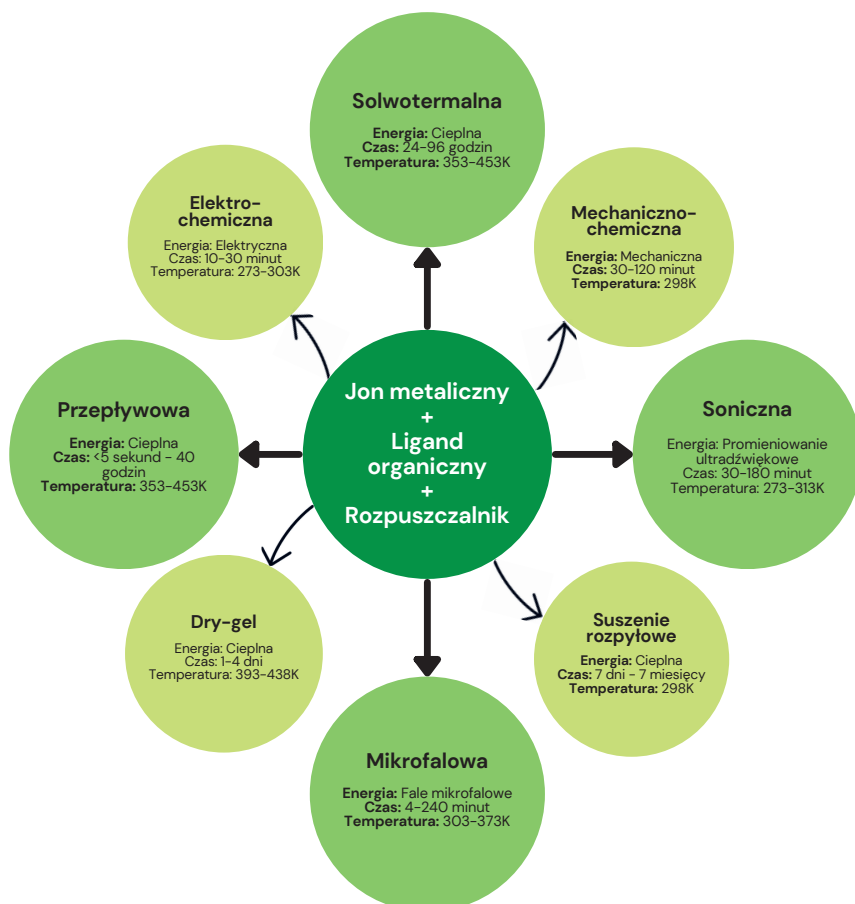 Solwotermalna
Energia: Cieplna
Czas: 24-96 godzin
Temperatura: 353-453K
Elektro-
chemiczna
Energia: Elektryczna
Czas: 10-30 minut
Temperatura: 273-303K
Mechaniczno-
chemiczna
Energia: Mechaniczna
Czas: 30-120 minut
Temperatura: 298K
Przepływowa
Energia: Cieplna
Czas: <5 sekund - 40
godzin
Temperatura: 353-453K
Jon metaliczny
+
Ligand
organiczny
+
Rozpuszczalnik
Soniczna
Energia: Promieniowanie
ultradźwiękowe
Czas: 30-180 minut
Temperatura: 273-313K
Dry-gel
Energia: Cieplna
Czas: 1-4 dni
Temperatura: 393-438K
Suszenie
rozpyłowe
Energia: Cieplna
Czas: 7 dni - 7 miesięcy
Temperatura: 298K
Mikrofalowa
Energia: Fale mikrofalowe
Czas: 4-240 minut
Temperatura: 303-373K